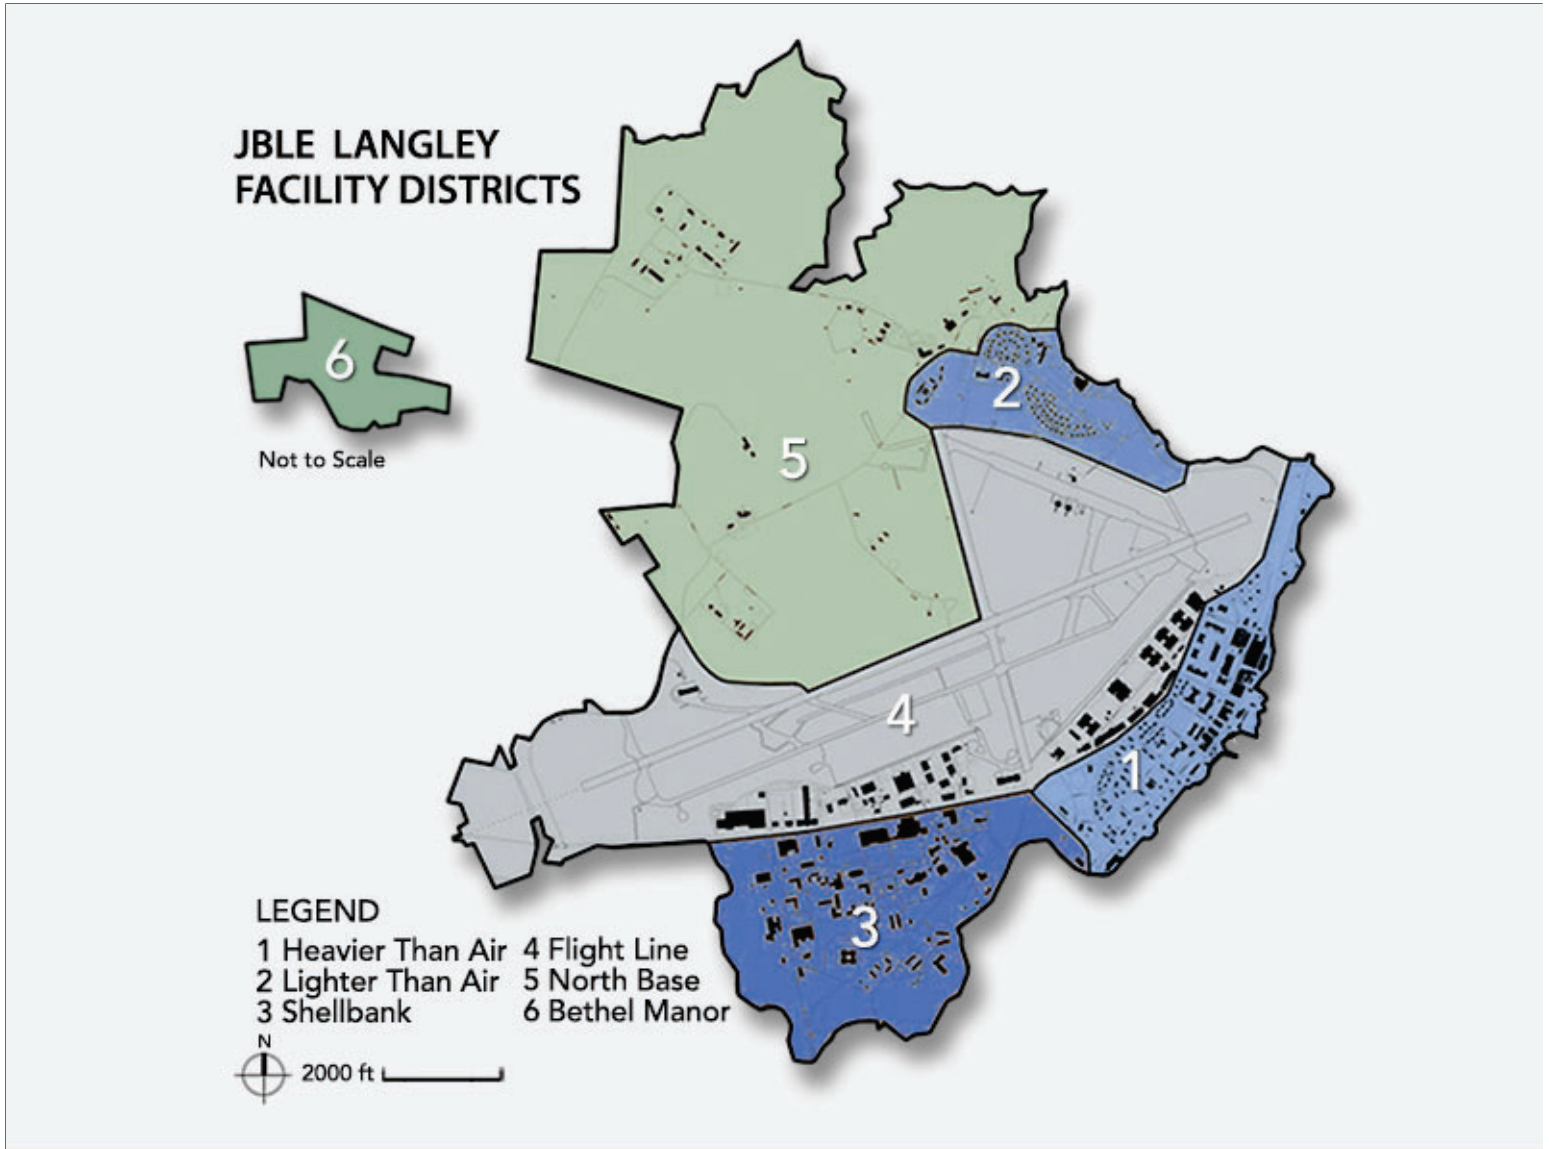 JBLE LANGLEY
FACILITY DISTRICTS
6
Not to Scale
5
2
4
1
3
LEGEND
1 Heavier Than Air
2 Lighter Than Air
3 Shellbank
4 Flight Line
5 North Base
6 Bethel Manor
N
2000 ft